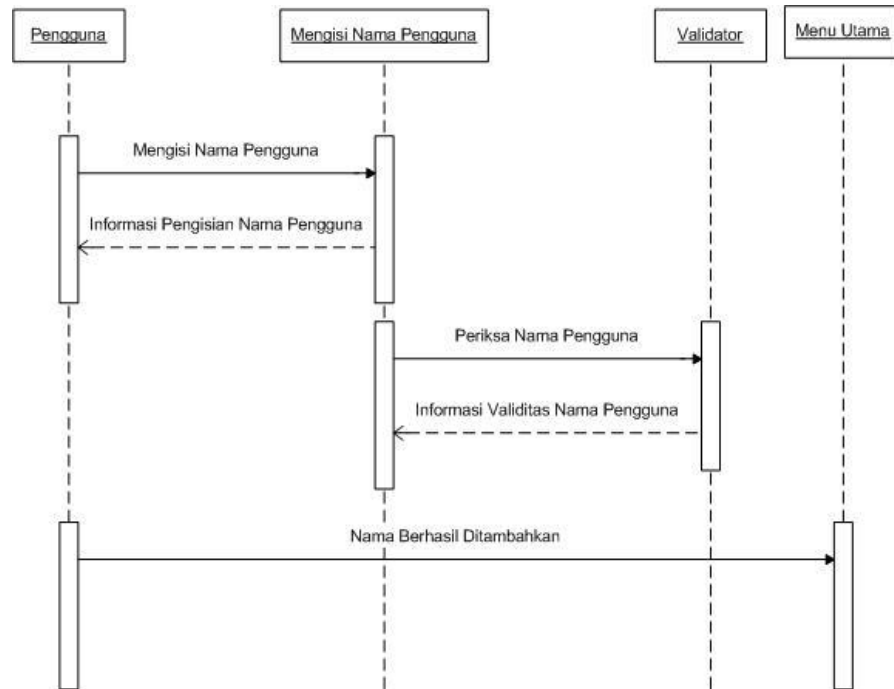 Pengguna
Mengisi Nama Pengguna
Validator
Menu Utama
Mengisi Nama Pengguna
Informasi Pengisian Nama Pengguna
Periksa Nama Pengguna
Informasi Validitas Nama Pengguna
Nama Berhasil Ditambahkan